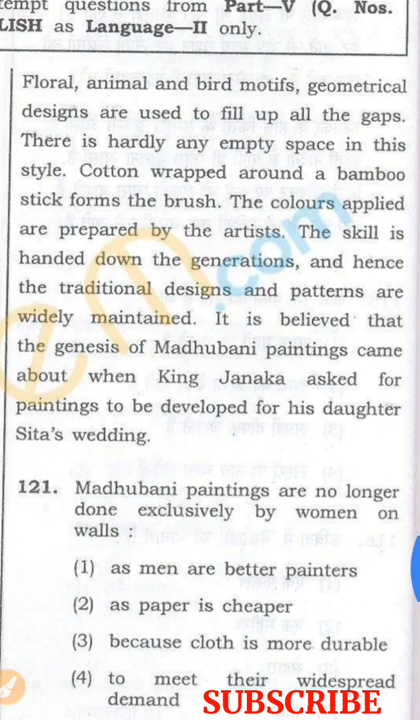 tempt questions from Part—V (Q. Nos.
LISH as Language—II only.
Floral, animal and bird motifs, geometrical
designs are used to fill up all the gaps.
There is hardly any empty space in this
style. Cotton wrapped around a bamboo
stick forms the brush. The colours applied
are prepared by the artists. The skill is
handed down the generations, and hence
the traditional designs and patterns are
widely maintained. It is believed that
the genesis of Madhubani paintings came
about when King Janaka asked for
paintings to be developed for his daughter
Sita's wedding.
121. Madhubani paintings are no longer
done exclusively by women on
walls :
(1) as men are better painters
(2) as paper is cheaper
(3) because cloth is more durable
(4) to meet their widespread
demand
SUBSCRIBE